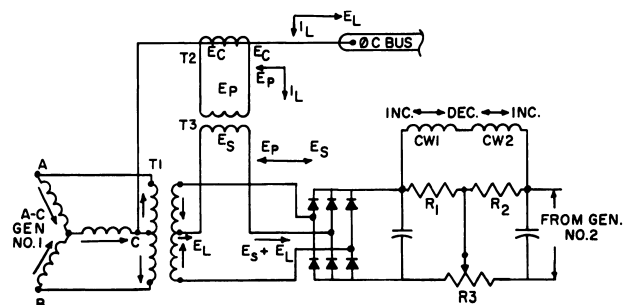 I_L E_L
Ø C BUS
T2 E_C E_C
E_P E_P I_L
T3
E_S E_P E_S
INC. DEC. INC.
CW1 CW2
A T1
A-C
GEN
NO.1
C E_L E_S + E_L
B
R_1 R_2
FROM GEN.
NO.2
R3